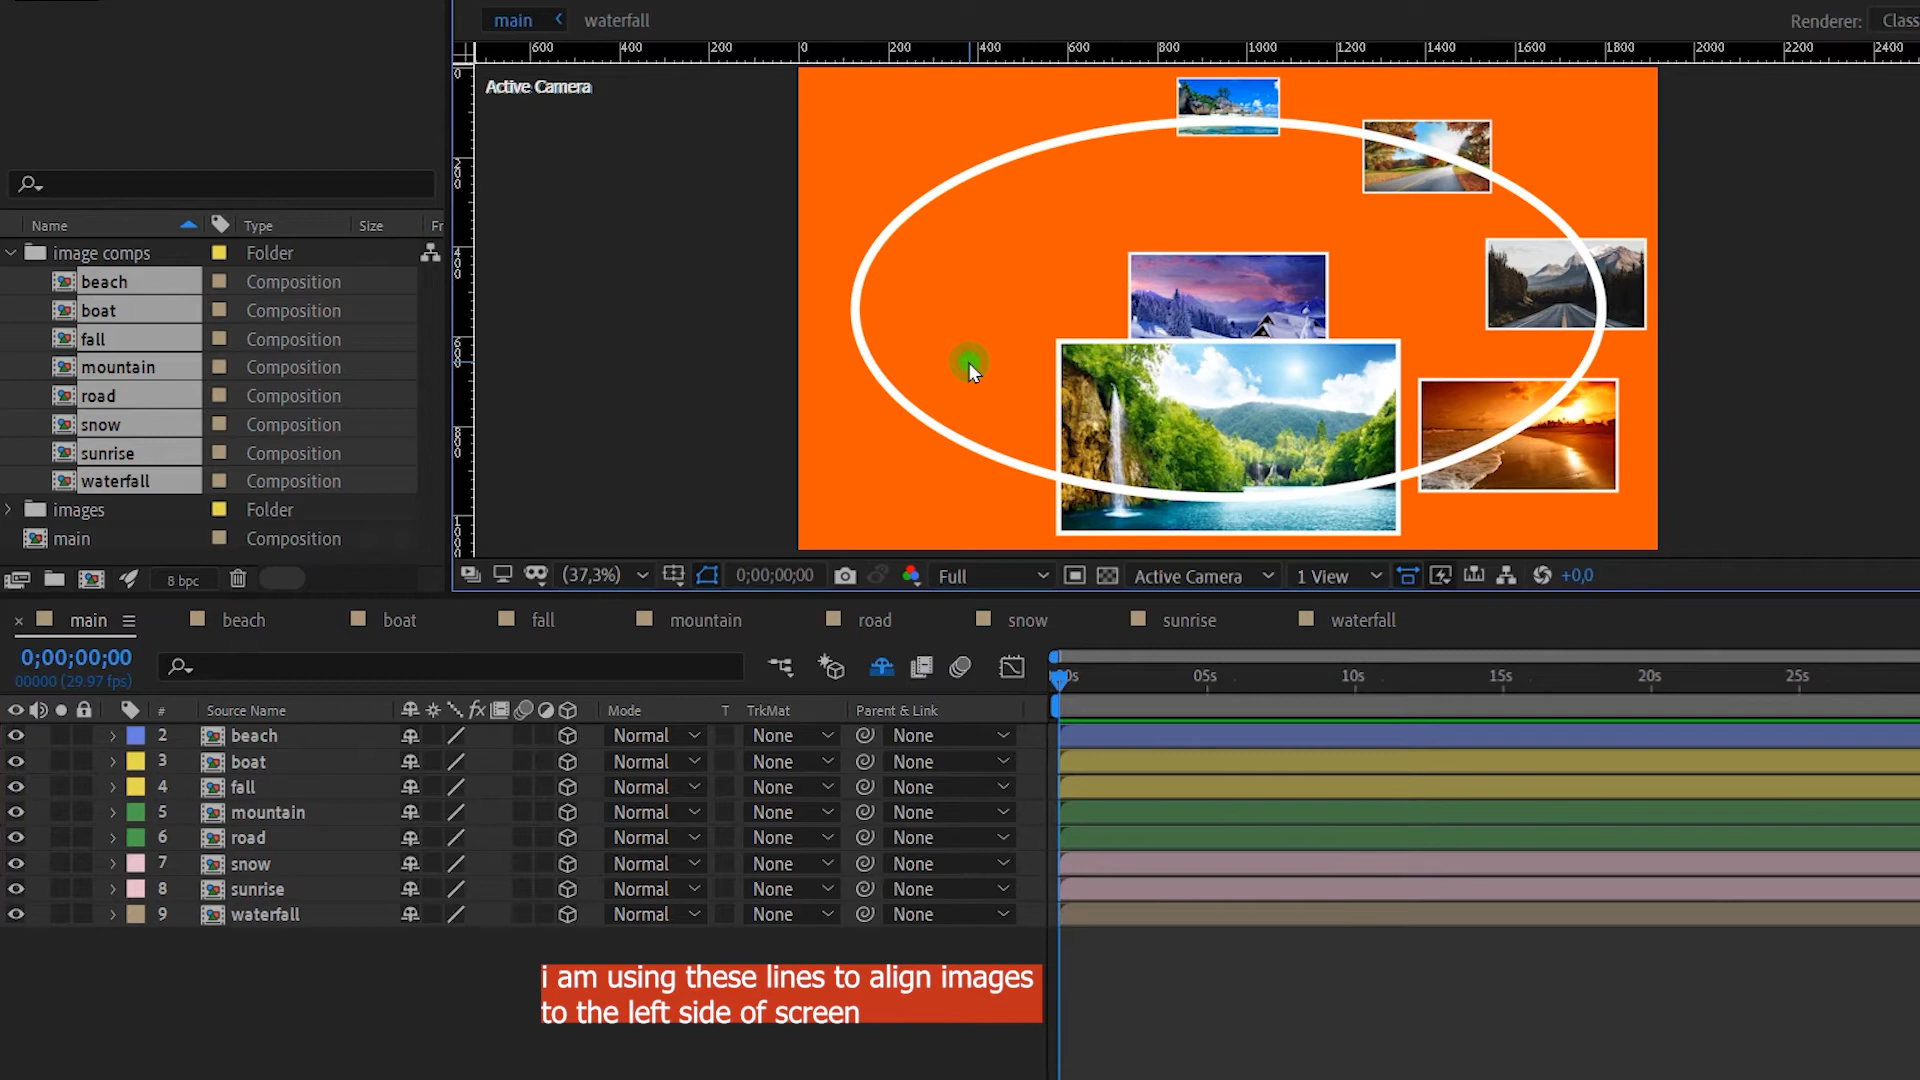 main
waterfall
Renderer:
Class
600 400 200 0 200 400 600 800 1000 1200 1400 1600 1800 2000 2200 2400
Active Camera
0
200
400
600
800
1000
Name Type Size Fr
image comps Folder
beach Composition
boat Composition
fall Composition
mountain Composition
road Composition
snow Composition
sunrise Composition
waterfall Composition
images Folder
main Composition
8 bpc
(37,3%) 0;00;00;00 Full Active Camera 1 View +0,0
main beach boat fall mountain road snow sunrise waterfall
0;00;00;00
00000 (29.97 fps)
05s 10s 15s 20s 25s
# Source Name fx Mode T TrkMat Parent & Link
2 beach Normal None None
3 boat Normal None None
4 fall Normal None None
5 mountain Normal None None
6 road Normal None None
7 snow Normal None None
8 sunrise Normal None None
9 waterfall Normal None None
i am using these lines to align images
to the left side of screen